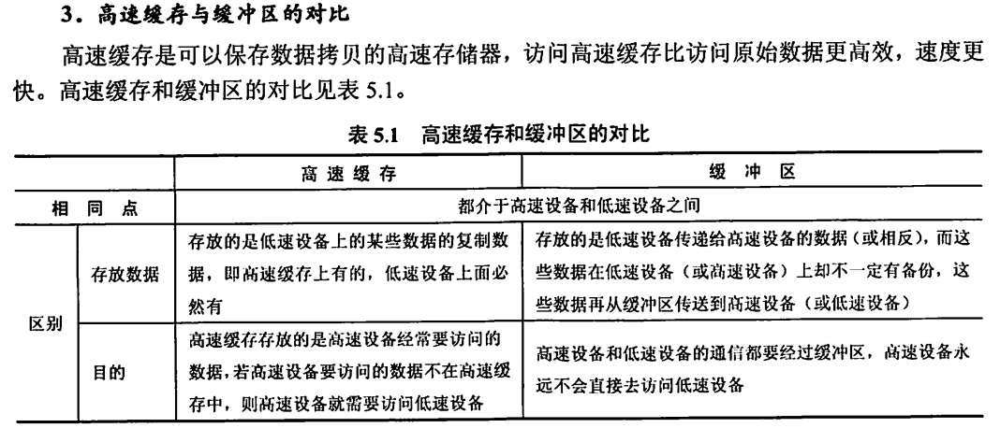 3．高速缓存与缓冲区的对比
高速缓存是可以保存数据拷贝的高速存储器，访问高速缓存比访问原始数据更高效，速度更
快。高速缓存和缓冲区的对比见表 5.1。
表 5.1　高速缓存和缓冲区的对比
高 速 缓 存
缓 冲 区
相 同 点
都介于高速设备和低速设备之间
区别
存放数据
存放的是低速设备上的某些数据的复制数
据，即高速缓存上有的，低速设备上面必
然有
存放的是低速设备传递给高速设备的数据（或相反），而这
些数据在低速设备（或高速设备）上却不一定有备份，这
些数据再从缓冲区传送到高速设备（或低速设备）
目的
高速缓存存放的是高速设备经常要访问的
数据，若高速设备要访问的数据不在高速缓
存中，则高速设备就需要访问低速设备
高速设备和低速设备的通信都要经过缓冲区，高速设备永
远不会直接去访问低速设备